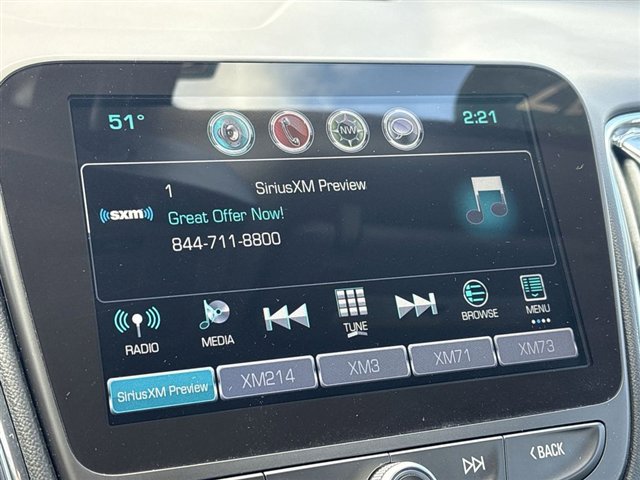 51°
NW
2:21
1 SiriusXM Preview
((sxm))
Great Offer Now!
844-711-8800
RADIO
MEDIA
TUNE
BROWSE
MENU
SiriusXM Preview
XM214
XM3
XM71
XM73
<BACK